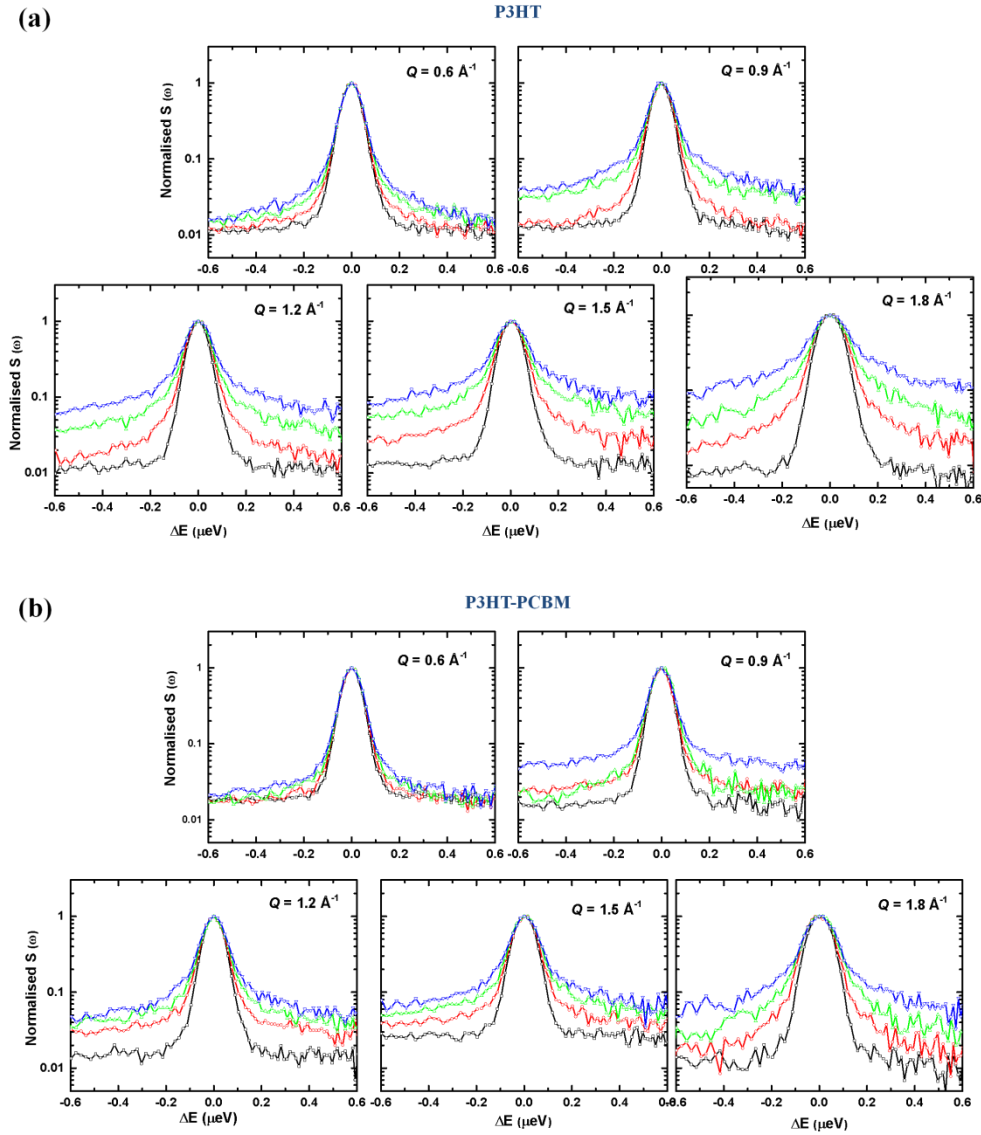 (a)
P3HT
Normalised S (ω)
1
0.1
0.01
Q = 0.6 Å-1
-0.6 -0.4 -0.2 0.0 0.2 0.4 0.6
Q = 0.9 Å-1
-0.6 -0.4 -0.2 0.0 0.2 0.4 0.6
Normalised S (ω)
1
0.1
0.01
Q = 1.2 Å-1
-0.6 -0.4 -0.2 0.0 0.2 0.4 0.6
ΔE (μeV)
Q = 1.5 Å-1
-0.6 -0.4 -0.2 0.0 0.2 0.4 0.6
ΔE (μeV)
Q = 1.8 Å-1
-0.6 -0.4 -0.2 0.0 0.2 0.4 0.6
ΔE (μeV)
(b)
P3HT-PCBM
Normalised S (ω)
1
0.1
0.01
Q = 0.6 Å-1
-0.6 -0.4 -0.2 0.0 0.2 0.4 0.6
Q = 0.9 Å-1
-0.6 -0.4 -0.2 0.0 0.2 0.4 0.6
Normalised S (ω)
1
0.1
0.01
Q = 1.2 Å-1
-0.6 -0.4 -0.2 0.0 0.2 0.4 0.6
ΔE (μeV)
Q = 1.5 Å-1
-0.6 -0.4 -0.2 0.0 0.2 0.4
ΔE (μeV)
Q = 1.8 Å-1
-0.4 -0.2 0.0 0.2 0.4 0.6
ΔE (μeV)